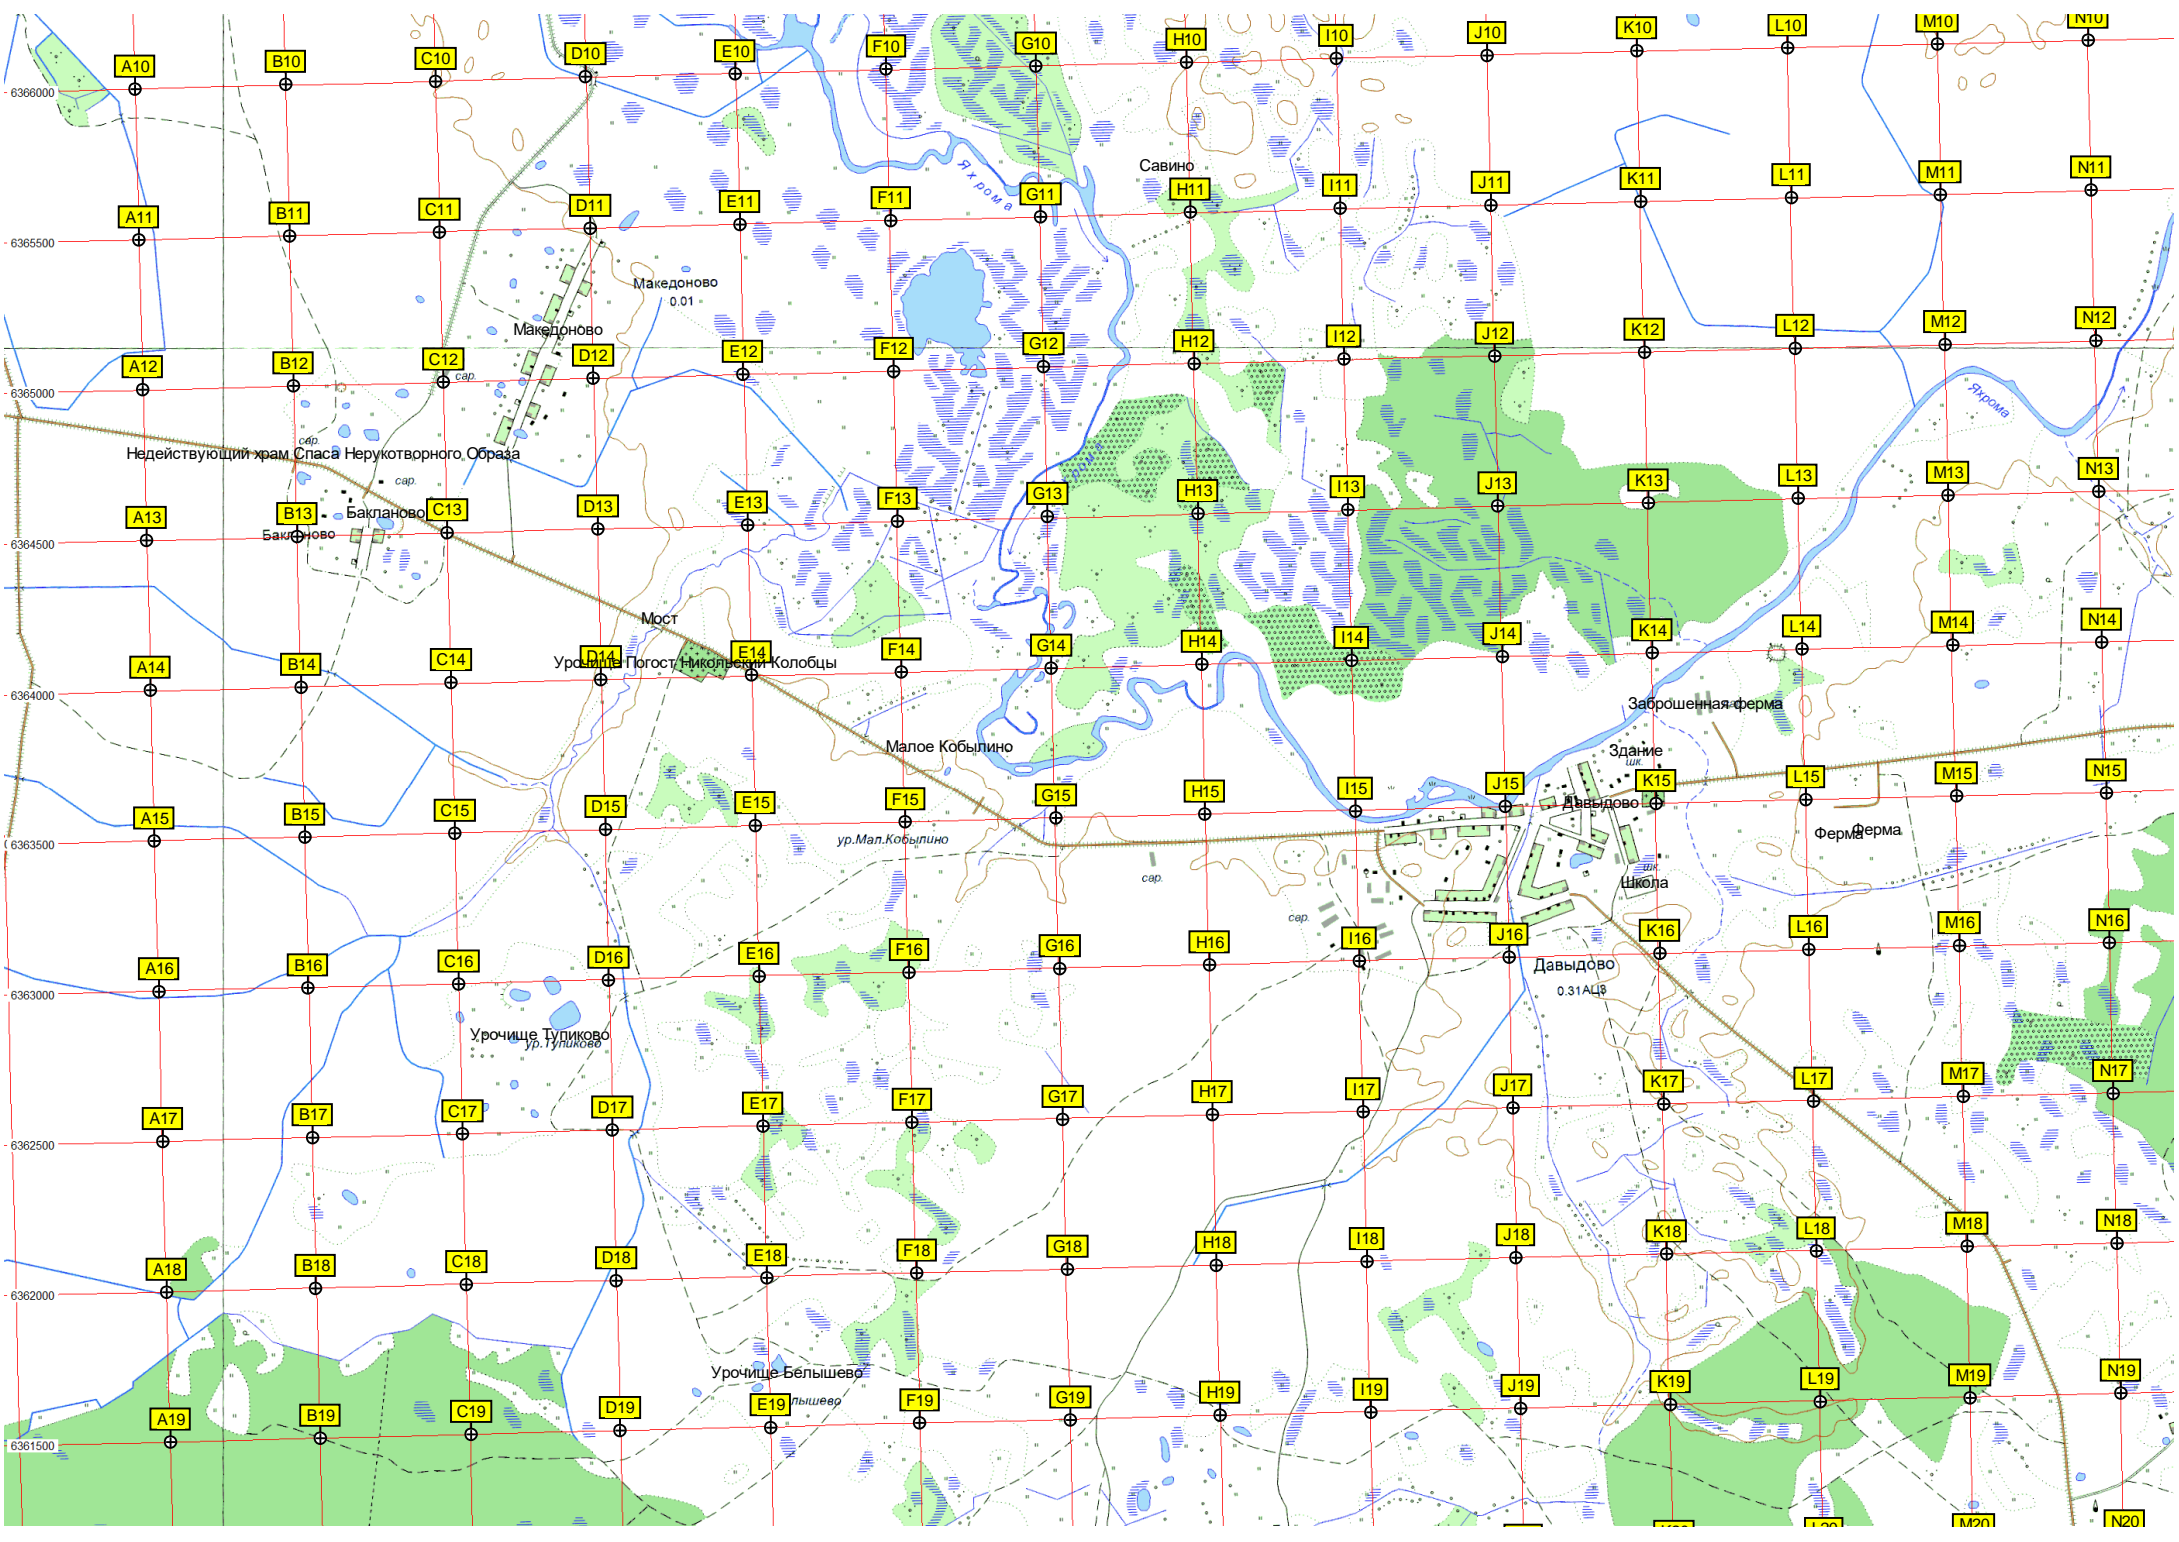 A10 B10 C10 D10 E10 F10 G10 H10 I10 J10 K10 L10 M10 N10
6366000
Яхрома
Савино
A11 B11 C11 D11 E11 F11 G11 H11 I11 J11 K11 L11 M11 N11
6365500
Македоново
0.01
Македоново
A12 B12 C12 D12 E12 F12 G12 H12 I12 J12 K12 L12 M12 N12
сар.
6365000
Яхрома
сар.
Недействующий храм Спаса Нерукотворного Образа
сар.
A13 B13 C13 D13 E13 F13 G13 H13 I13 J13 K13 L13 M13 N13
Бакланово
6364500
Мост
A14 B14 C14 D14 E14 F14 G14 H14 I14 J14 K14 L14 M14 N14
Урочище Погост Никольский Колобцы
6364000
Заброшенная ферма
Малое Кобылино
Здание
шк.
A15 B15 C15 D15 E15 F15 G15 H15 I15 J15 K15 L15 M15 N15
Давыдово
6363500
ур.Мал.Кобылино
Ферма
Ферма
сар.
шк.
Школа
сар.
A16 B16 C16 D16 E16 F16 G16 H16 I16 J16 K16 L16 M16 N16
Давыдово
0.31АЦЗ
6363000
Урочище Тупиково
ур.Тупиково
A17 B17 C17 D17 E17 F17 G17 H17 I17 J17 K17 L17 M17 N17
6362500
A18 B18 C18 D18 E18 F18 G18 H18 I18 J18 K18 L18 M18 N18
6362000
Урочище Белышево
A19 B19 C19 D19 E19 F19 G19 H19 I19 J19 K19 L19 M19 N19
6361500
M20 N20